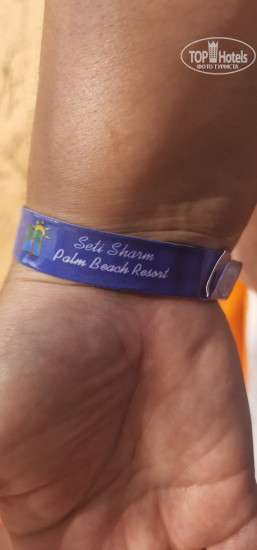 TOP Hotels
ФОТО ТУРИСТА
Seti Sharm
Palm Beach Resort